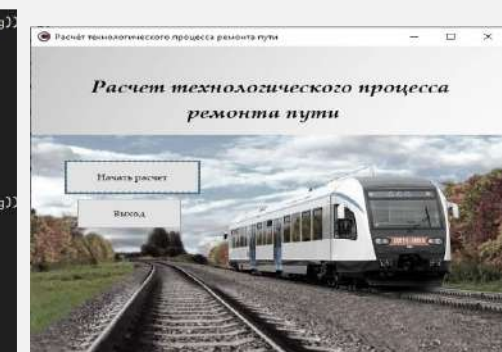 g))
Расчёт технологического процесса ремонта пути
Расчет технологического процесса
ремонта пути
Начать расчет
Выход
g))